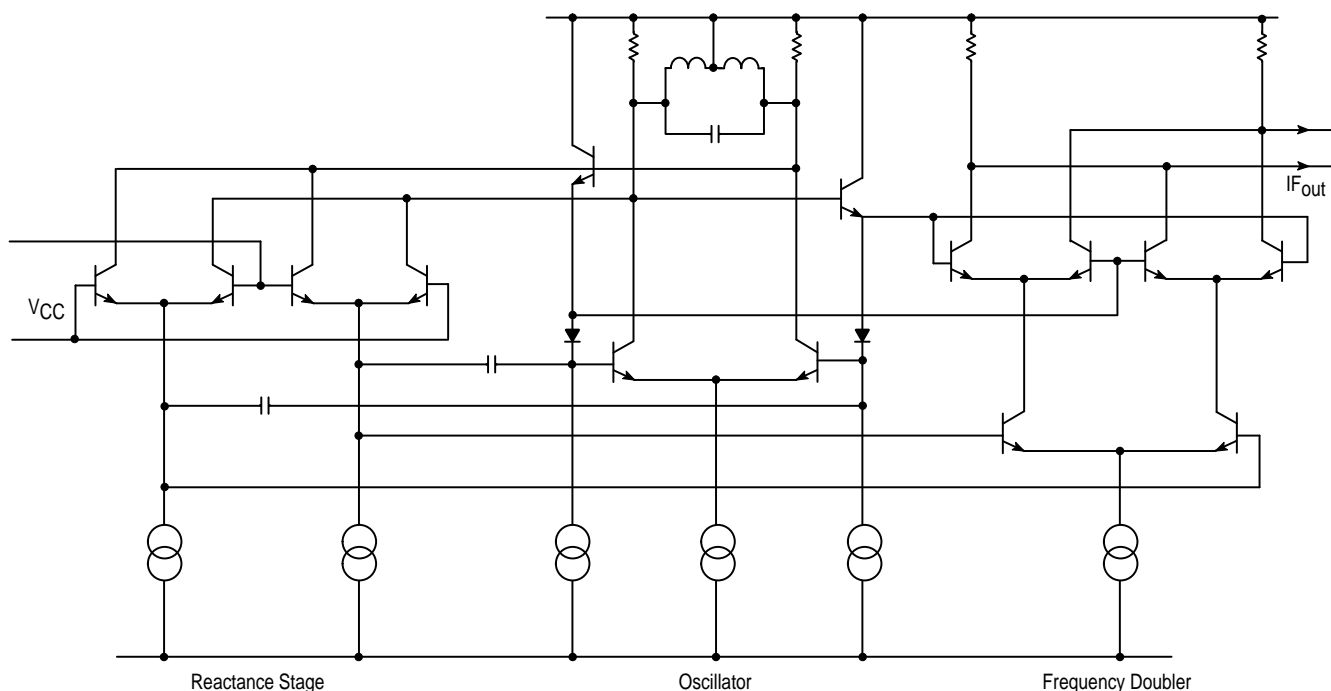 IFout
VCC
Reactance Stage
Oscillator
Frequency Doubler